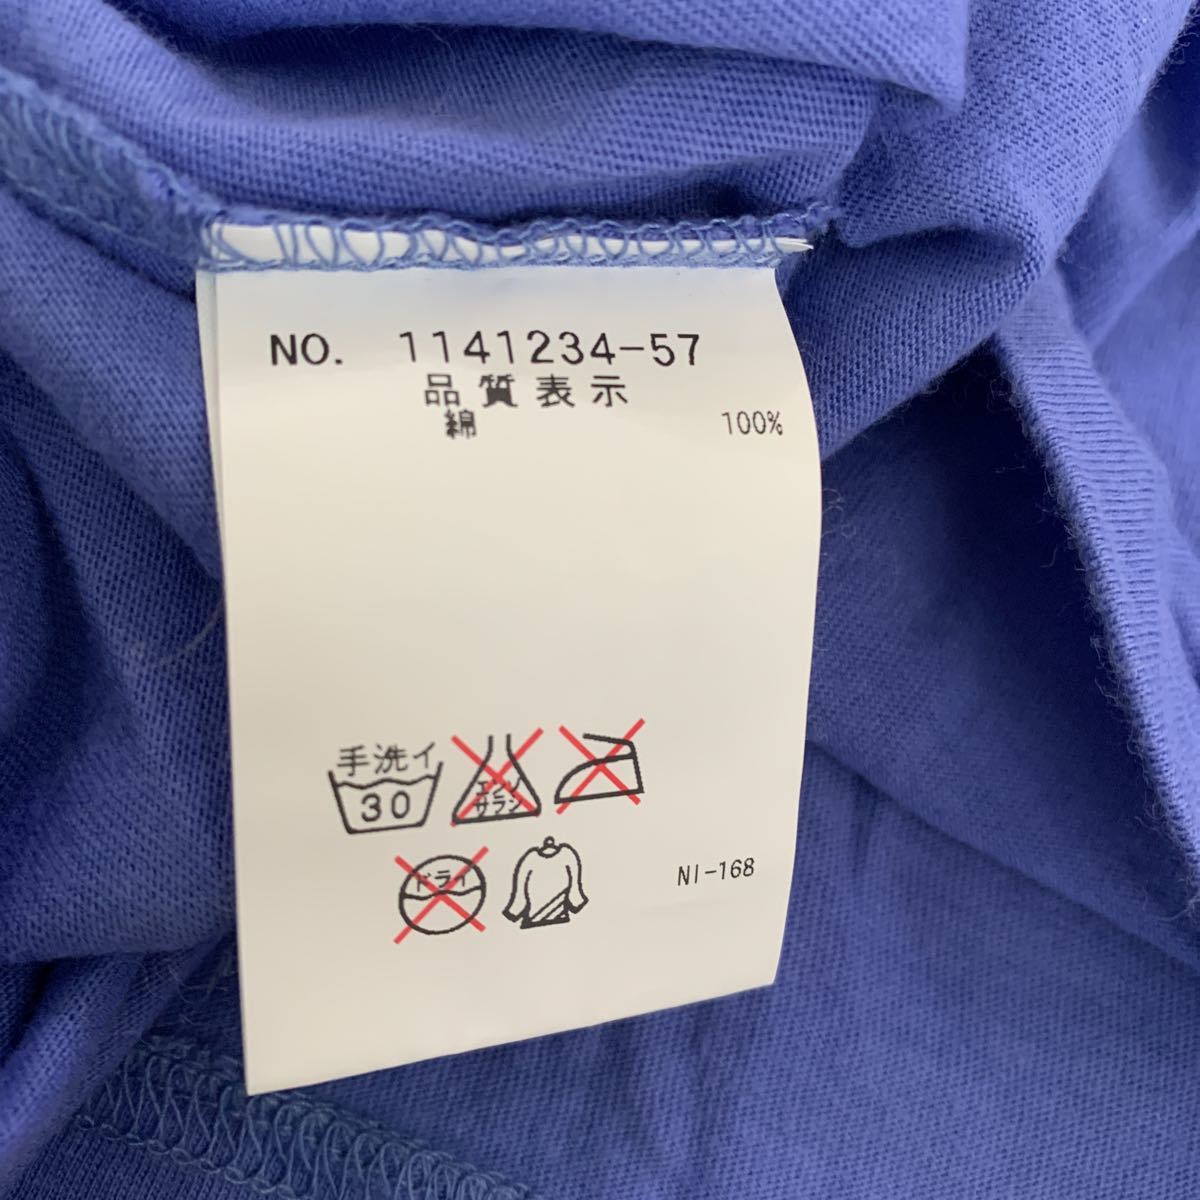 NO. 1141234-57
品質表示
綿 100%
手洗イ
30
エンソ
サラシ
ドライ
NI-168